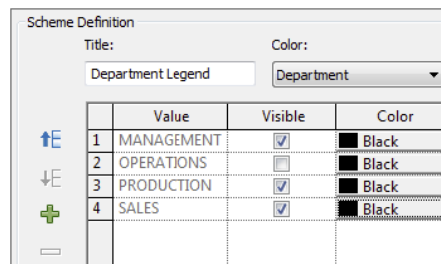 Scheme Definition
Title: Color:
Department Legend Department
Value Visible Color
1 MANAGEMENT Black
2 OPERATIONS Black
3 PRODUCTION Black
4 SALES Black